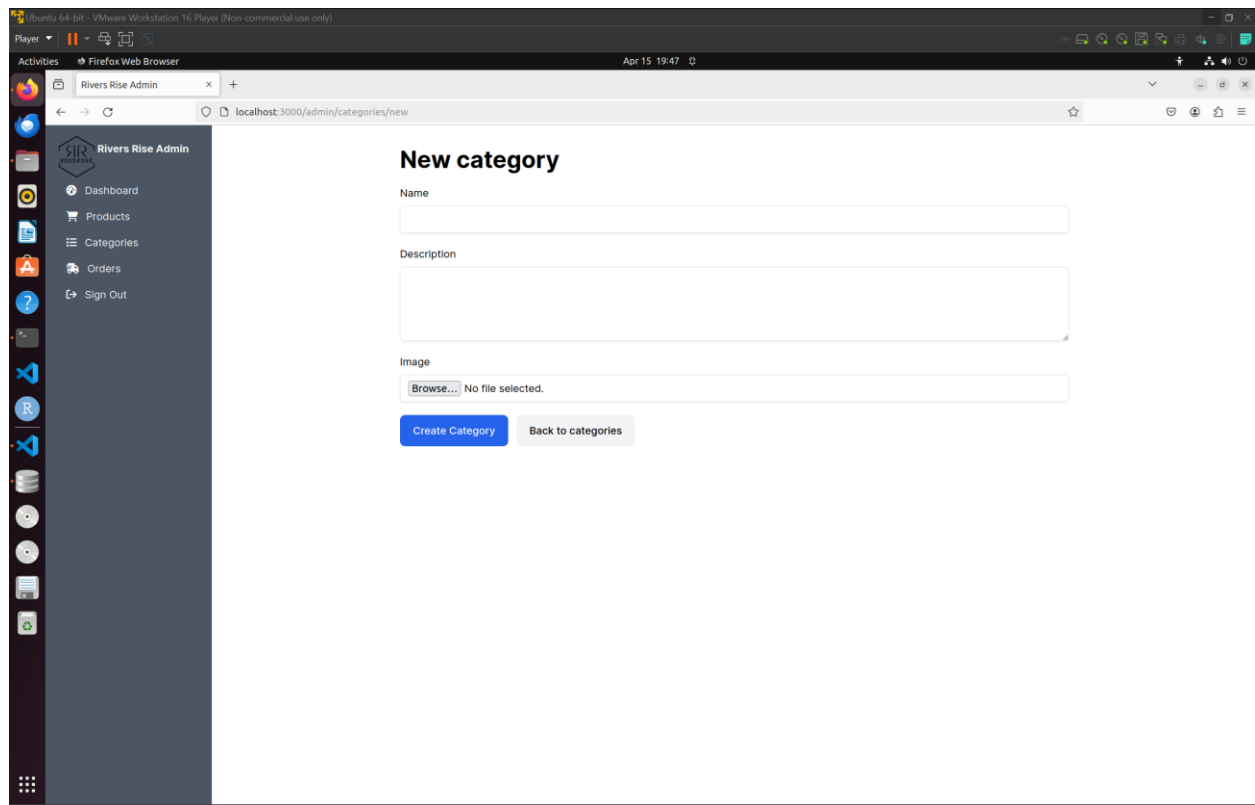 Ubuntu 64-bit - VMware Workstation 16 Player (Non-commercial use only)
Player
Activities Firefox Web Browser Apr 15 19:47
Rivers Rise Admin
localhost:3000/admin/categories/new
RR
WOODWORK
Rivers Rise Admin
Dashboard
Products
Categories
Orders
Sign Out
New category
Name
Description
Image
Browse... No file selected.
Create Category Back to categories